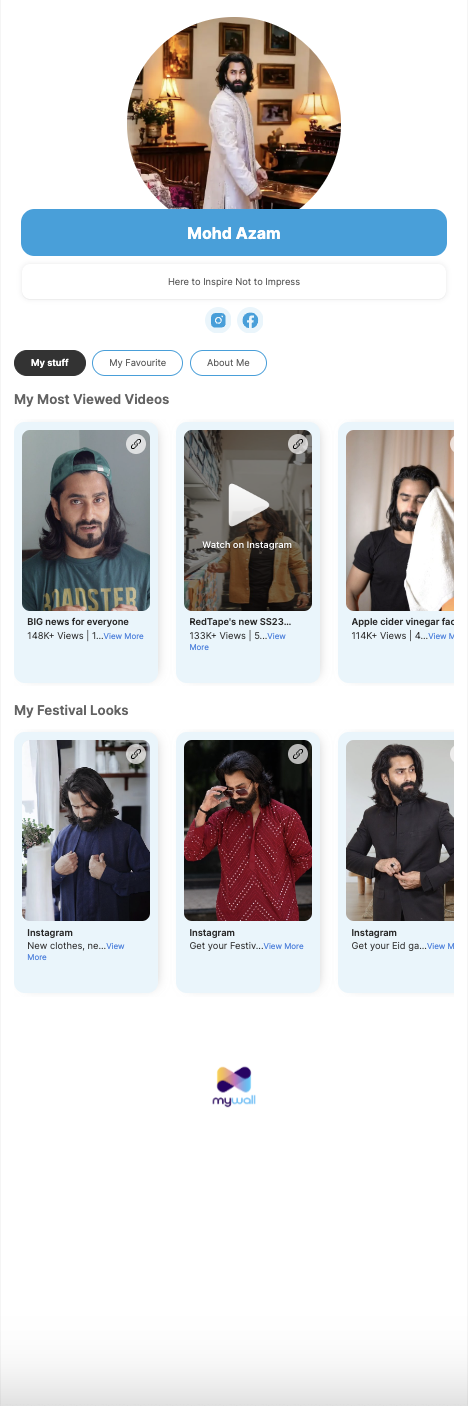 Mohd Azam
Here to Inspire Not to Impress
My stuff
My Favourite
About Me
My Most Viewed Videos
ROADSTER
Watch on Instagram
BIG news for everyone
148K+ Views | 1...View More
RedTape's new SS23...
133K+ Views | 5...View
More
Apple cider vinegar fac
114K+ Views | 4...View M
My Festival Looks
Instagram
New clothes, ne...View
More
Instagram
Get your Festiv...View More
Instagram
Get your Eid ga...View M
mywall